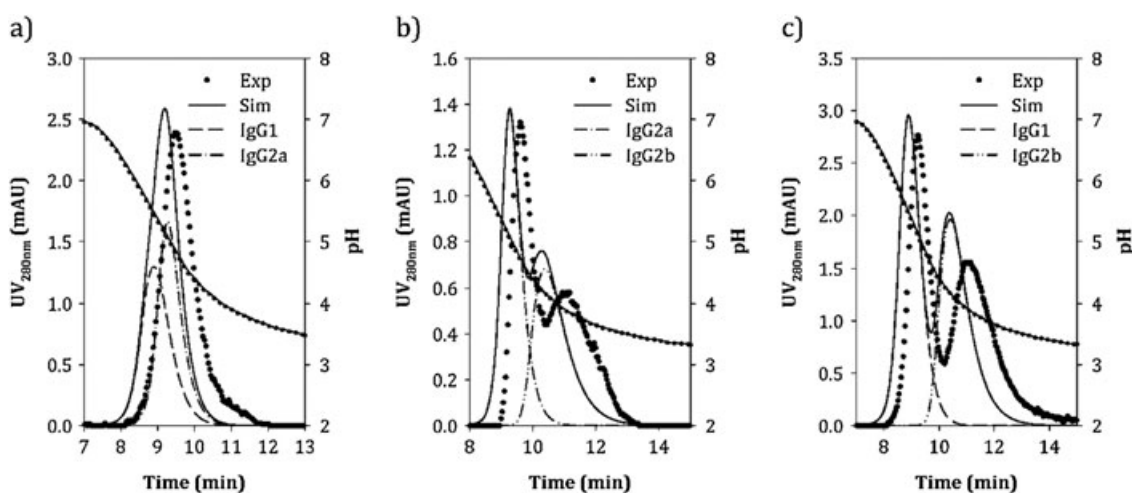 a)
3.0
2.5
2.0
1.5
1.0
0.5
0.0
UV280nm (mAU)
Exp
Sim
IgG1
IgG2a
8
7
6
5
4
3
2
pH
7 8 9 10 11 12 13
Time (min)
b)
1.6
1.4
1.2
1.0
0.8
0.6
0.4
0.2
0.0
UV280nm (mAU)
Exp
Sim
IgG2a
IgG2b
8
7
6
5
4
3
2
pH
8 10 12 14
Time (min)
c)
3.5
3.0
2.5
2.0
1.5
1.0
0.5
0.0
UV280nm (mAU)
Exp
Sim
IgG1
IgG2b
8
7
6
5
4
3
2
pH
8 10 12 14
Time (min)